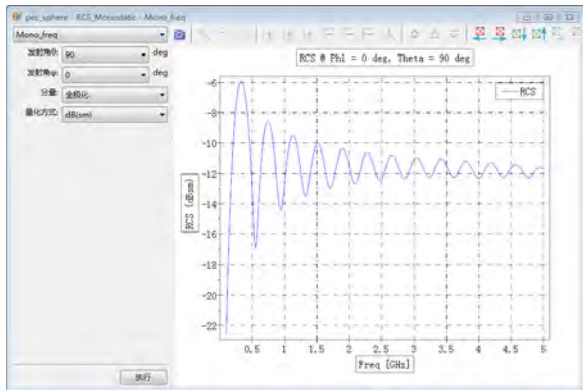 pec_sphere - RCS_Monostatic - Mono_freq
Mono_freq
发射角θ: 90 deg
发射角φ: 0 deg
分量: 全极化
量化方式: dB(sm)
执行
RCS @ Phi = 0 deg, Theta = 90 deg
RCS
RCS (dBsm)
-6
-8
-10
-12
-14
-16
-18
-20
-22
0.5 1 1.5 2 2.5 3 3.5 4 4.5 5
Freq [GHz]